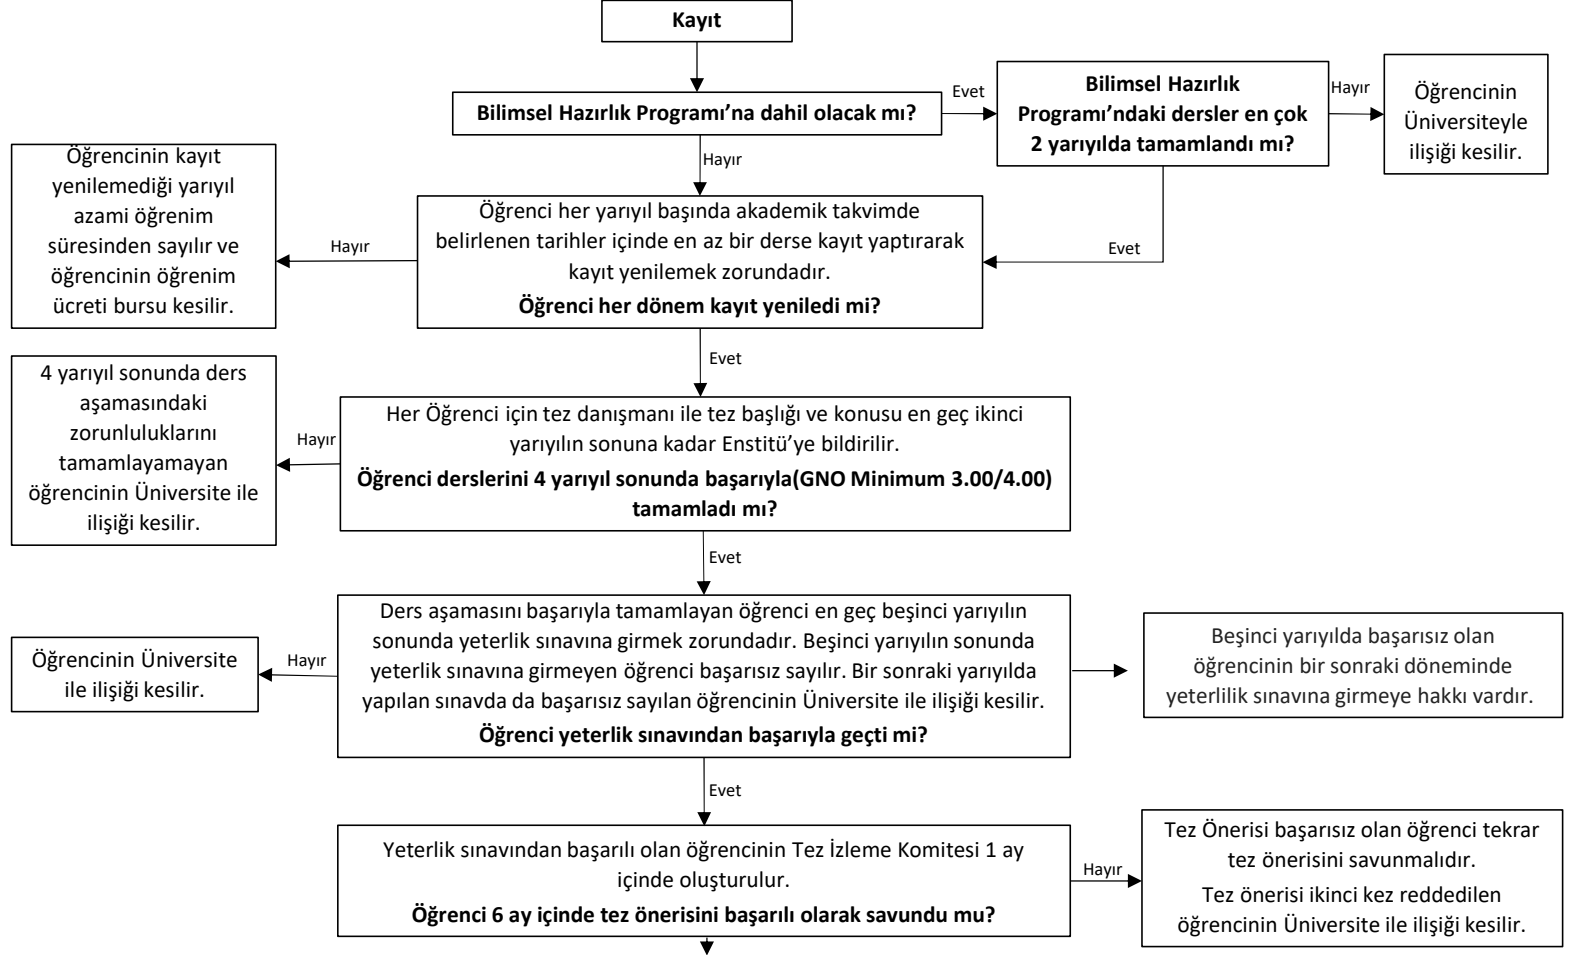 Kayıt
Bilimsel Hazırlık Programı’na dahil olacak mı?
Evet
Bilimsel Hazırlık
Programı’ndaki dersler en çok
2 yarıyılda tamamlandı mı?
Hayır
Öğrencinin
Üniversiteyle
ilişiği kesilir.
Hayır
Evet
Öğrenci her yarıyıl başında akademik takvimde
belirlenen tarihler içinde en az bir derse kayıt yaptırarak
kayıt yenilemek zorundadır.
Öğrenci her dönem kayıt yeniledi mi?
Hayır
Öğrencinin kayıt
yenilemediği yarıyıl
azami öğrenim
süresinden sayılır ve
öğrencinin öğrenim
ücreti bursu kesilir.
Evet
Her Öğrenci için tez danışmanı ile tez başlığı ve konusu en geç ikinci
yarıyılın sonuna kadar Enstitü’ye bildirilir.
Öğrenci derslerini 4 yarıyıl sonunda başarıyla(GNO Minimum 3.00/4.00)
tamamladı mı?
Hayır
4 yarıyıl sonunda ders
aşamasındaki
zorunluluklarını
tamamlayamayan
öğrencinin Üniversite ile
ilişiği kesilir.
Evet
Ders aşamasını başarıyla tamamlayan öğrenci en geç beşinci yarıyılın
sonunda yeterlik sınavına girmek zorundadır. Beşinci yarıyılın sonunda
yeterlik sınavına girmeyen öğrenci başarısız sayılır. Bir sonraki yarıyılda
yapılan sınavda da başarısız sayılan öğrencinin Üniversite ile ilişiği kesilir.
Öğrenci yeterlik sınavından başarıyla geçti mi?
Hayır
Öğrencinin Üniversite
ile ilişiği kesilir.
Beşinci yarıyılda başarısız olan
öğrencinin bir sonraki döneminde
yeterlilik sınavına girmeye hakkı vardır.
Evet
Yeterlik sınavından başarılı olan öğrencinin Tez İzleme Komitesi 1 ay
içinde oluşturulur.
Öğrenci 6 ay içinde tez önerisini başarılı olarak savundu mu?
Hayır
Tez Önerisi başarısız olan öğrenci tekrar
tez önerisini savunmalıdır.
Tez önerisi ikinci kez reddedilen
öğrencinin Üniversite ile ilişiği kesilir.